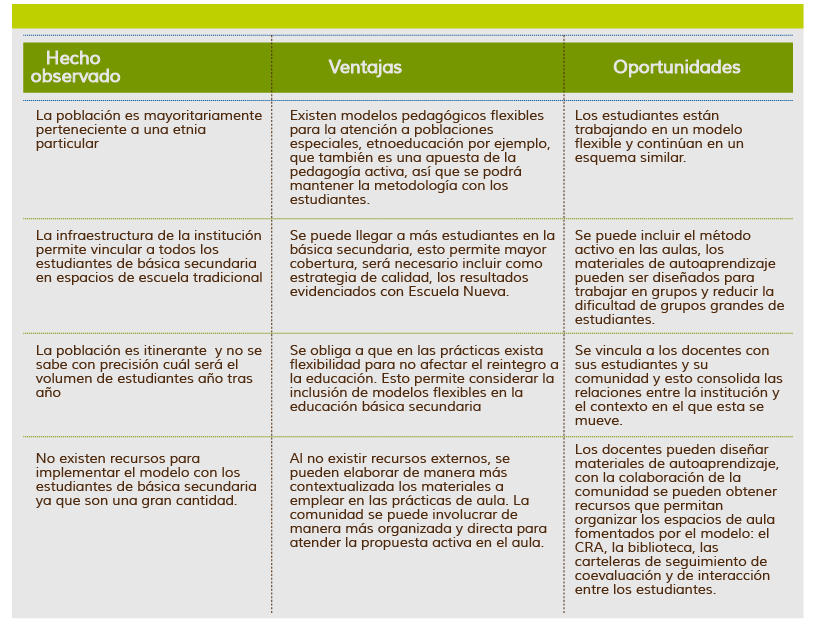 Hecho
observado
Ventajas
Oportunidades
La población es mayoritariamente
perteneciente a una etnia
particular
Existen modelos pedagógicos flexibles
para la atención a poblaciones
especiales, etnoeducación por ejemplo,
que también es una apuesta de la
pedagogía activa, así que se podrá
mantener la metodología con los
estudiantes.
Los estudiantes están
trabajando en un modelo
flexible y continúan en un
esquema similar.
La infraestructura de la institución
permite vincular a todos los
estudiantes de básica secundaria
en espacios de escuela tradicional
Se puede llegar a más estudiantes en la
básica secundaria, esto permite mayor
cobertura, será necesario incluir como
estrategia de calidad, los resultados
evidenciados con Escuela Nueva.
Se puede incluir el método
activo en las aulas, los
materiales de autoaprendizaje
pueden ser diseñados para
trabajar en grupos y reducir la
dificultad de grupos grandes de
estudiantes.
La población es itinerante y no se
sabe con precisión cuál será el
volumen de estudiantes año tras
año
Se obliga a que en las prácticas exista
flexibilidad para no afectar el reintegro a
la educación. Esto permite considerar la
inclusión de modelos flexibles en la
educación básica secundaria
Se vincula a los docentes con
sus estudiantes y su
comunidad y esto consolida las
relaciones entre la institución y
el contexto en el que esta se
mueve.
No existen recursos para
implementar el modelo con los
estudiantes de básica secundaria
ya que son una gran cantidad.
Al no existir recursos externos, se
pueden elaborar de manera más
contextualizada los materiales a
emplear en las prácticas de aula. La
comunidad se puede involucrar de
manera más organizada y directa para
atender la propuesta activa en el aula.
Los docentes pueden diseñar
materiales de autoaprendizaje,
con la colaboración de la
comunidad se pueden obtener
recursos que permitan
organizar los espacios de aula
fomentados por el modelo: el
CRA, la biblioteca, las
carteleras de seguimiento de
coevaluación y de interacción
entre los estudiantes.